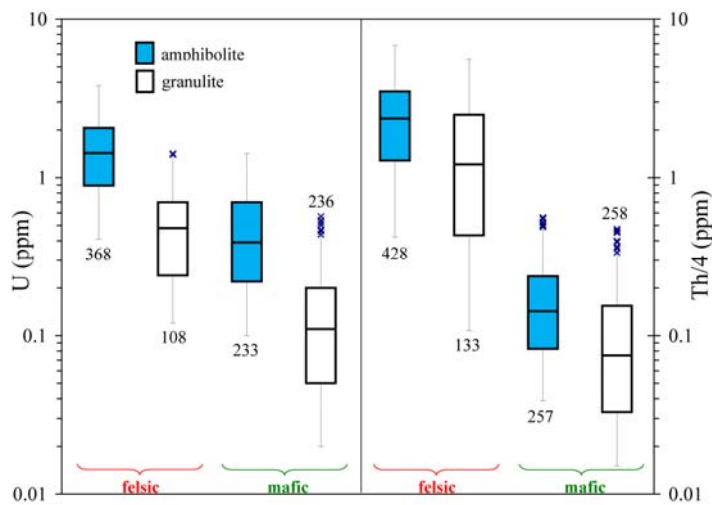 10
10
amphibolite
granulite
1
1
236
258
368
428
U (ppm)
Th/4 (ppm)
0.1
0.1
108
233
133
257
felsic
mafic
felsic
mafic
0.01
0.01